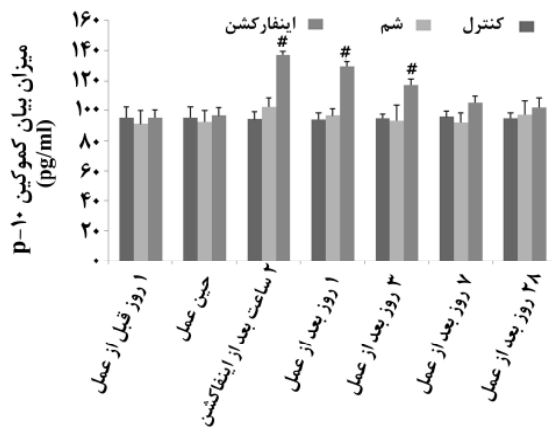 کنترل
شم
اینفارکشن
میزان بیان کموکین p-۱۰
(pg/ml)
۱۶۰
۱۴۰
۱۲۰
۱۰۰
۸۰
۶۰
۴۰
۲۰
۰
#
#
#
۱ روز قبل از عمل
حین عمل
۲ ساعت بعد از اینفاکشن
۱ روز بعد از عمل
۳ روز بعد از عمل
۷ روز بعد از عمل
۲۸ روز بعد از عمل